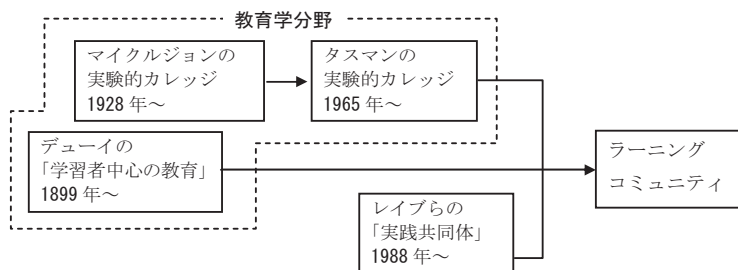 教育学分野
マイクルジョンの
実験的カレッジ
1928 年～
タスマンの
実験的カレッジ
1965 年～
デューイの
「学習者中心の教育」
1899 年～
ラーニング
コミュニティ
レイブらの
「実践共同体」
1988 年～